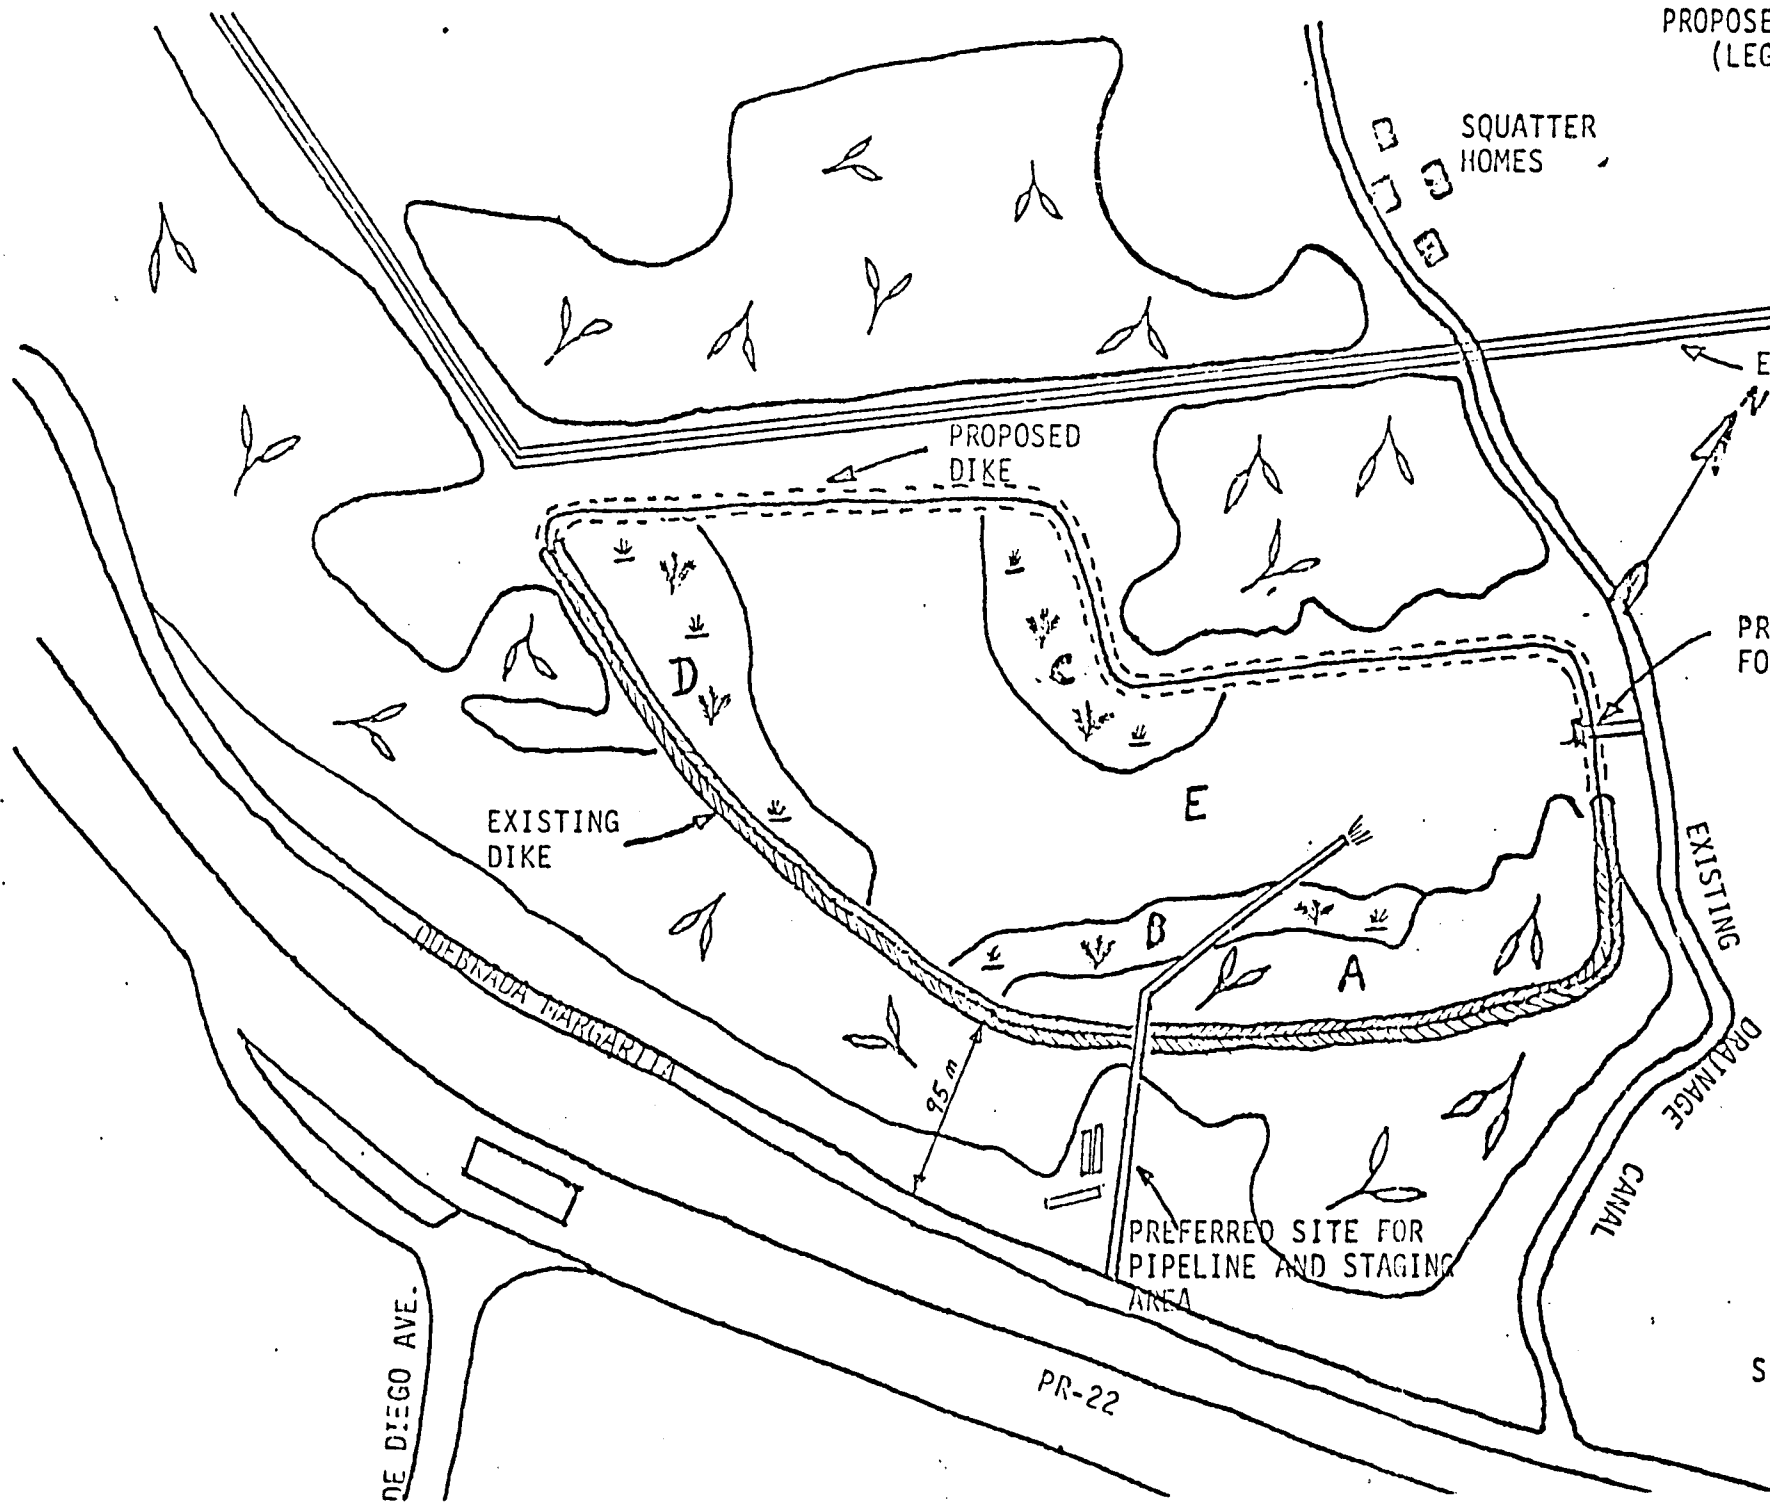 PROPOSE
(LEG
SQUATTER
HOMES
E
N
PROPOSED
DIKE
PR
FO
D
C
E
EXISTING
DIKE
B
A
EXISTING
DRAINAGE
CANAL
QUEBRADA MARGARITA
95 m
PREFERRED SITE FOR
PIPELINE AND STAGING
AREA
PR-22
DE DIEGO AVE.
S